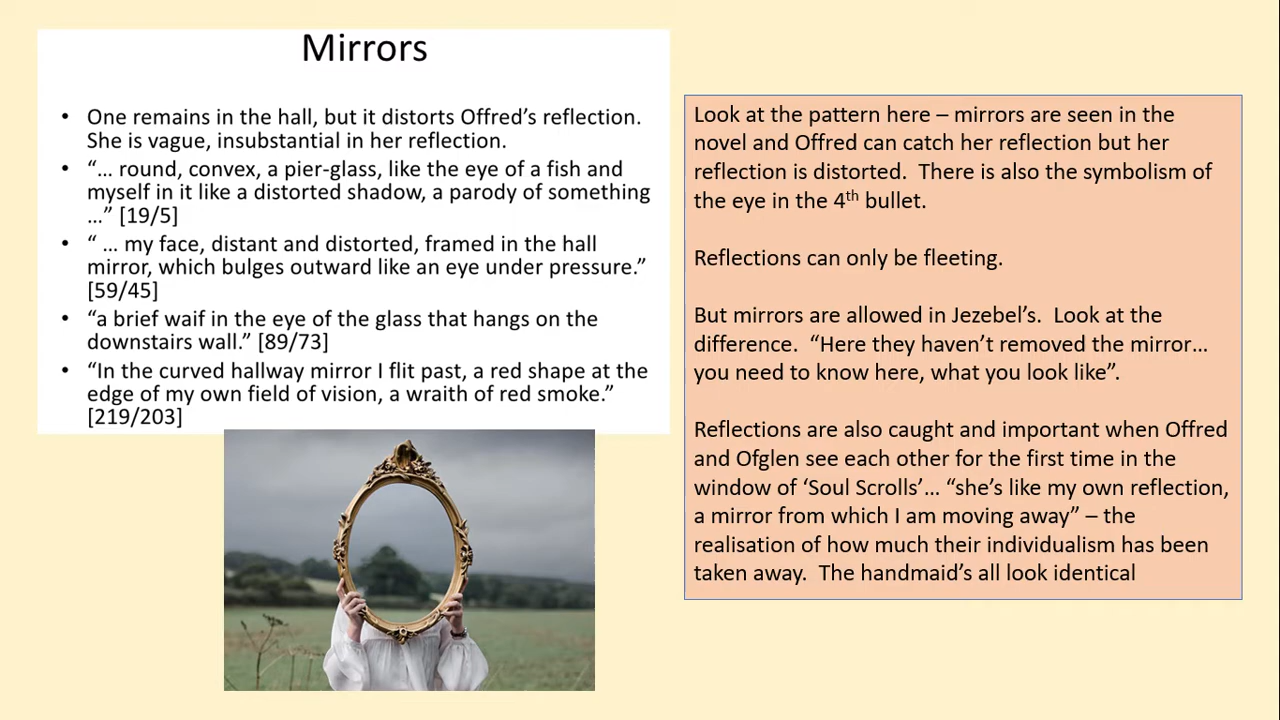 Mirrors
• One remains in the hall, but it distorts Offred’s reflection.
She is vague, insubstantial in her reflection.
• “… round, convex, a pier-glass, like the eye of a fish and
myself in it like a distorted shadow, a parody of something
…” [19/5]
• “ … my face, distant and distorted, framed in the hall
mirror, which bulges outward like an eye under pressure.”
[59/45]
• “a brief waif in the eye of the glass that hangs on the
downstairs wall.” [89/73]
• “In the curved hallway mirror I flit past, a red shape at the
edge of my own field of vision, a wraith of red smoke.”
[219/203]
Look at the pattern here – mirrors are seen in the
novel and Offred can catch her reflection but her
reflection is distorted.  There is also the symbolism of
the eye in the 4th bullet.
Reflections can only be fleeting.
But mirrors are allowed in Jezebel’s.  Look at the
difference.  “Here they haven’t removed the mirror…
you need to know here, what you look like”.
Reflections are also caught and important when Offred
and Ofglen see each other for the first time in the
window of ‘Soul Scrolls’… “she’s like my own reflection,
a mirror from which I am moving away” – the
realisation of how much their individualism has been
taken away.  The handmaid’s all look identical